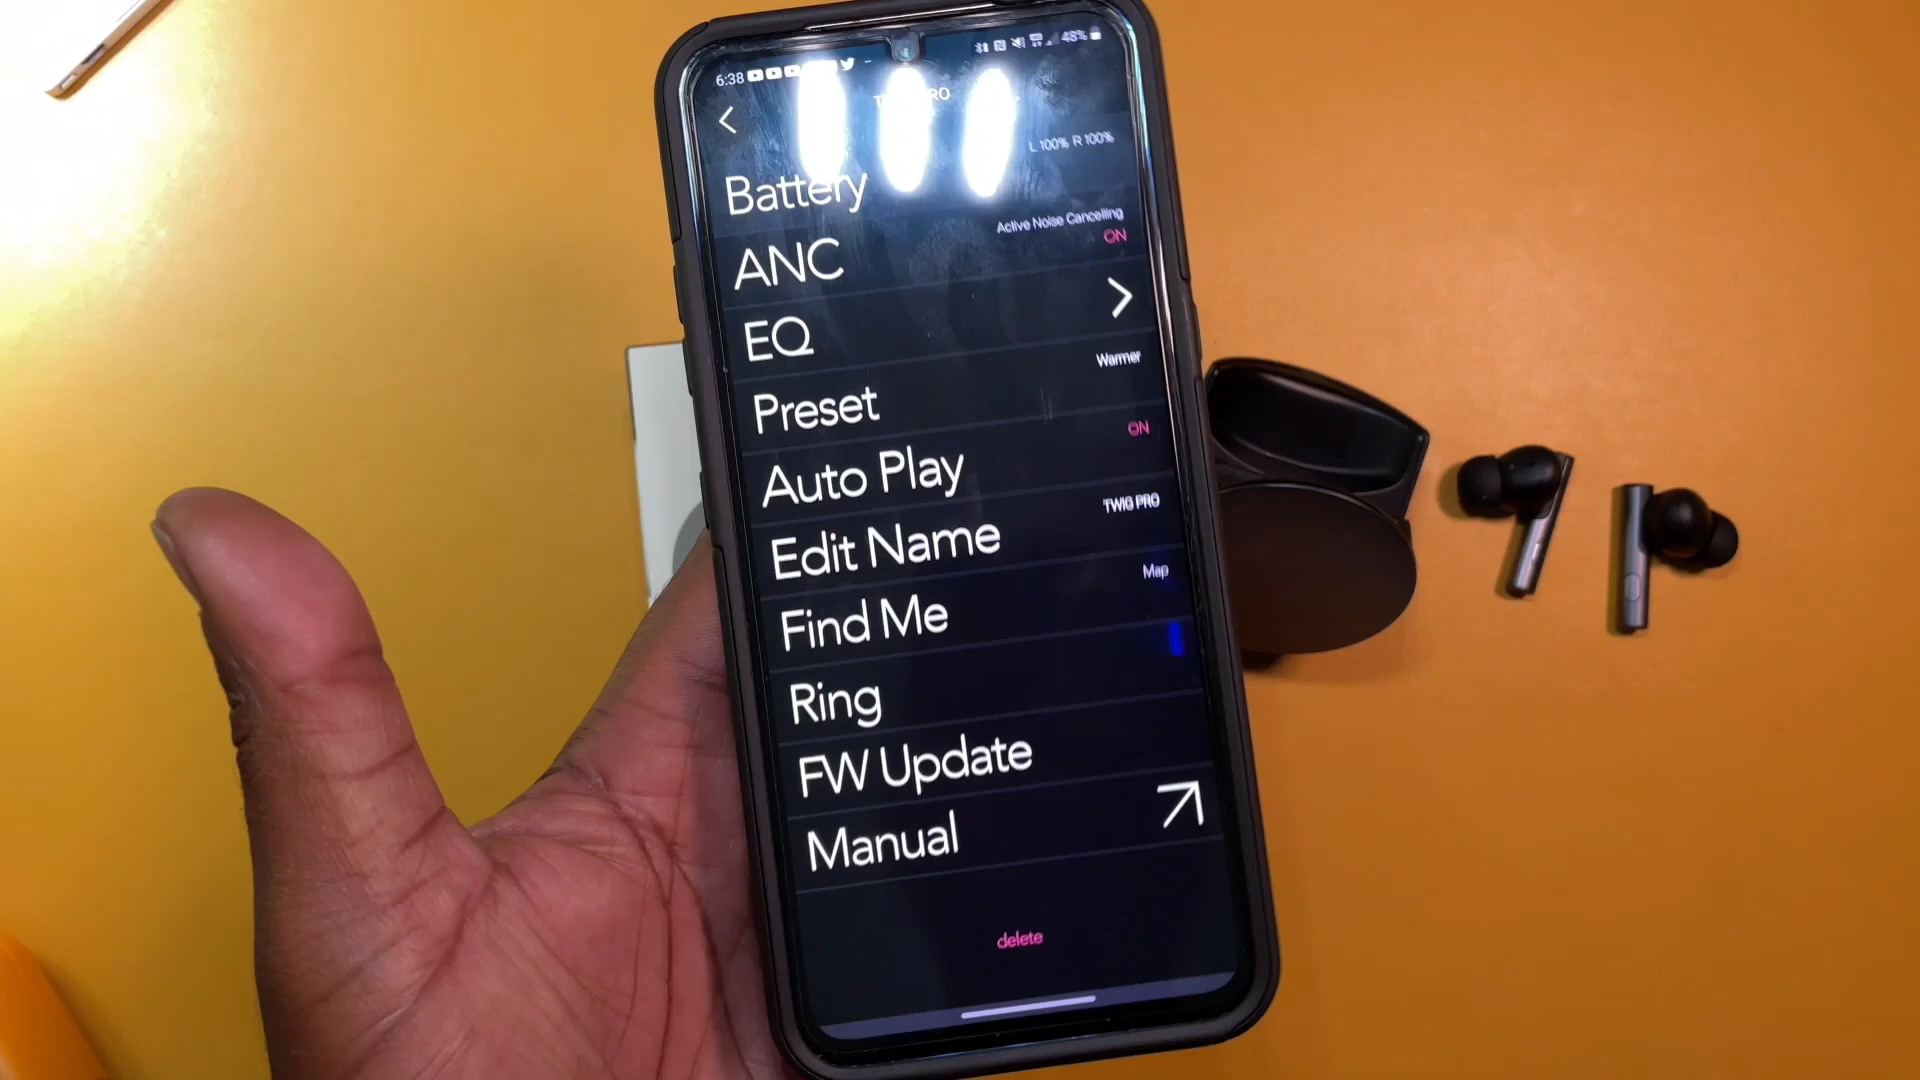 6:38
48%
L 100% R 100%
Battery
Active Noise Cancelling
ON
ANC
EQ
Warmer
Preset
ON
Auto Play
TWIG PRO
Edit Name
Map
Find Me
Ring
FW Update
Manual
delete